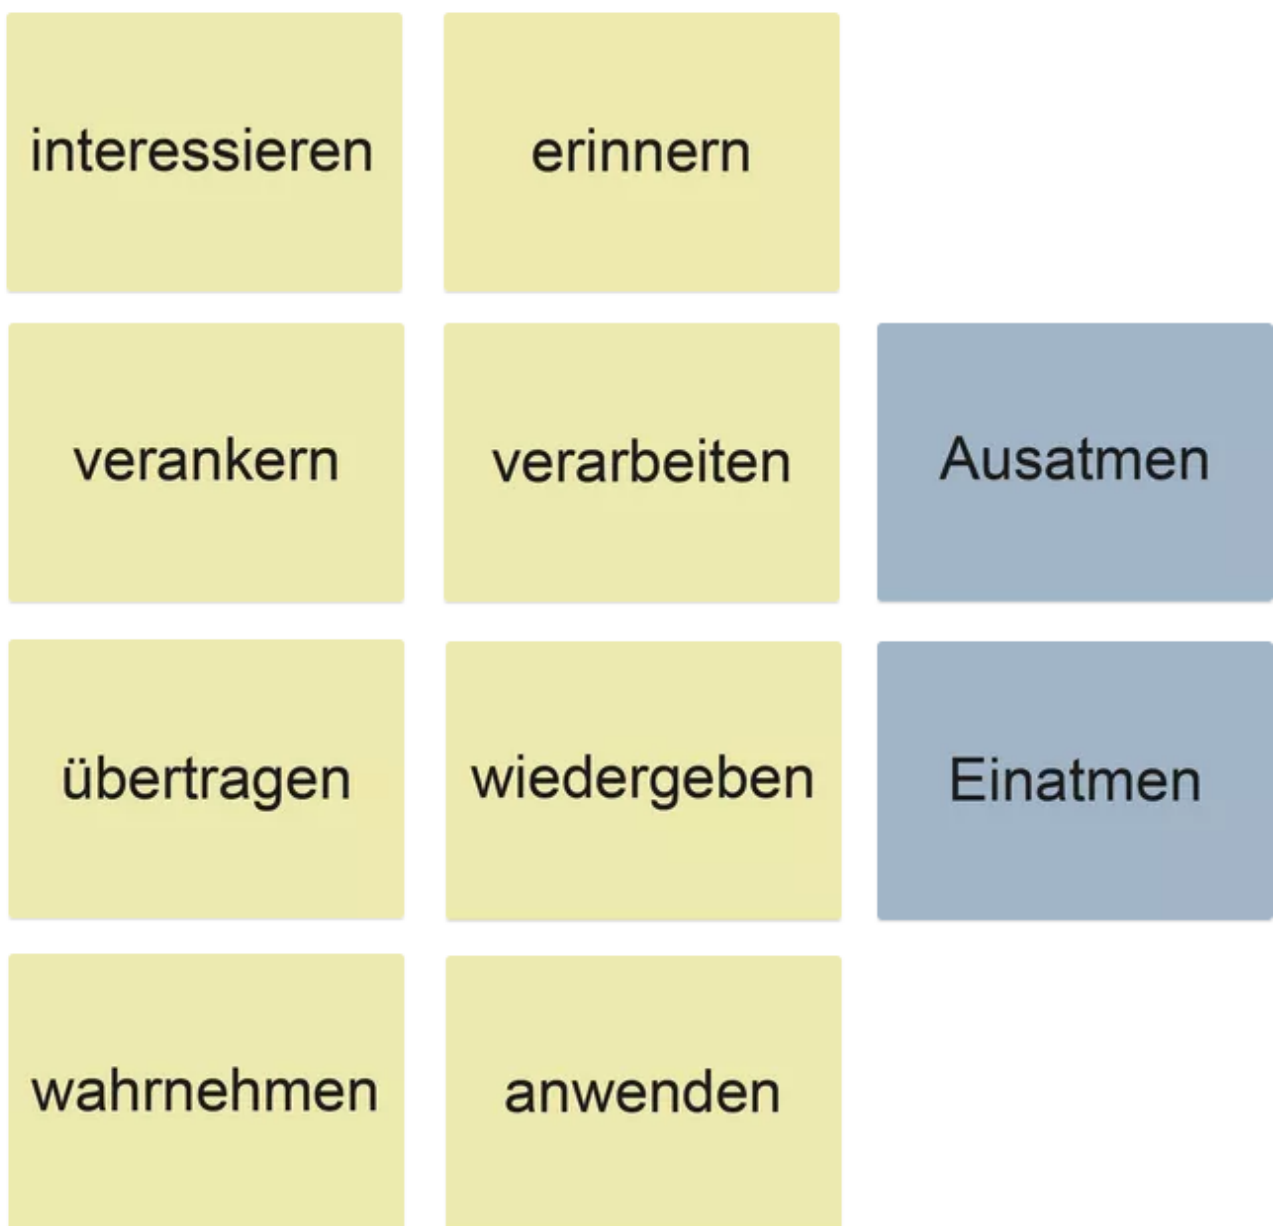 interessieren
erinnern
verankern
verarbeiten
Ausatmen
übertragen
wiedergeben
Einatmen
wahrnehmen
anwenden